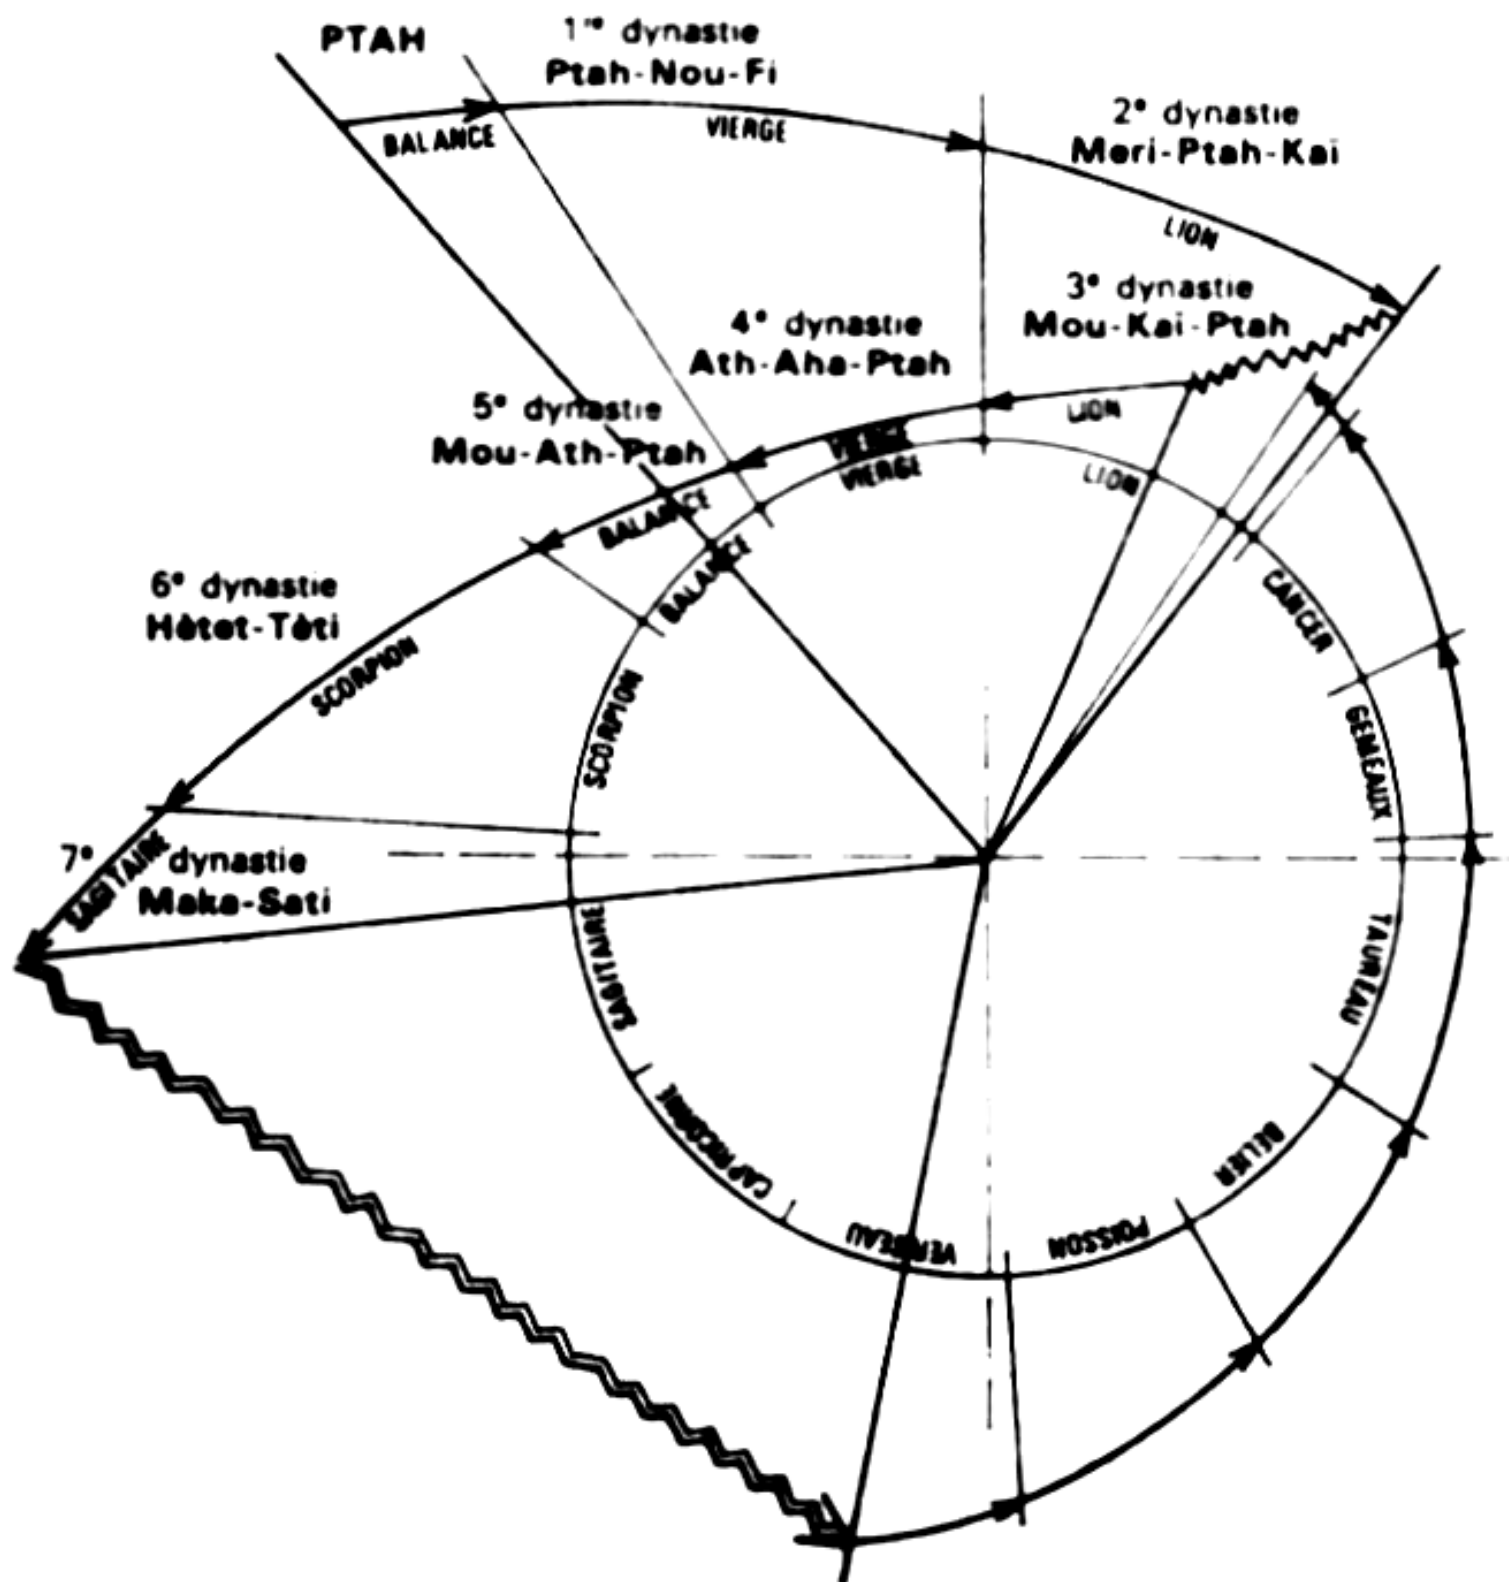 PTAH
1re dynastie
Ptah-Nou-Fi
BALANCE
VIERGE
2e dynastie
Meri-Ptah-Kaï
LION
3e dynastie
Mou-Kaï-Ptah
4e dynastie
Ath-Aha-Ptah
LION
VIERGE
VIERGE
LION
5e dynastie
Mou-Ath-Ptah
BALANCE
BALANCE
CANCER
6e dynastie
Hètet-Tèti
SCORPION
SCORPION
GEMEAUX
7e dynastie
Maka-Sati
SAGITAIRE
SAGITAIRE
TAUREAU
CAPRICORNE
BELIER
VERSEAU
POISSON